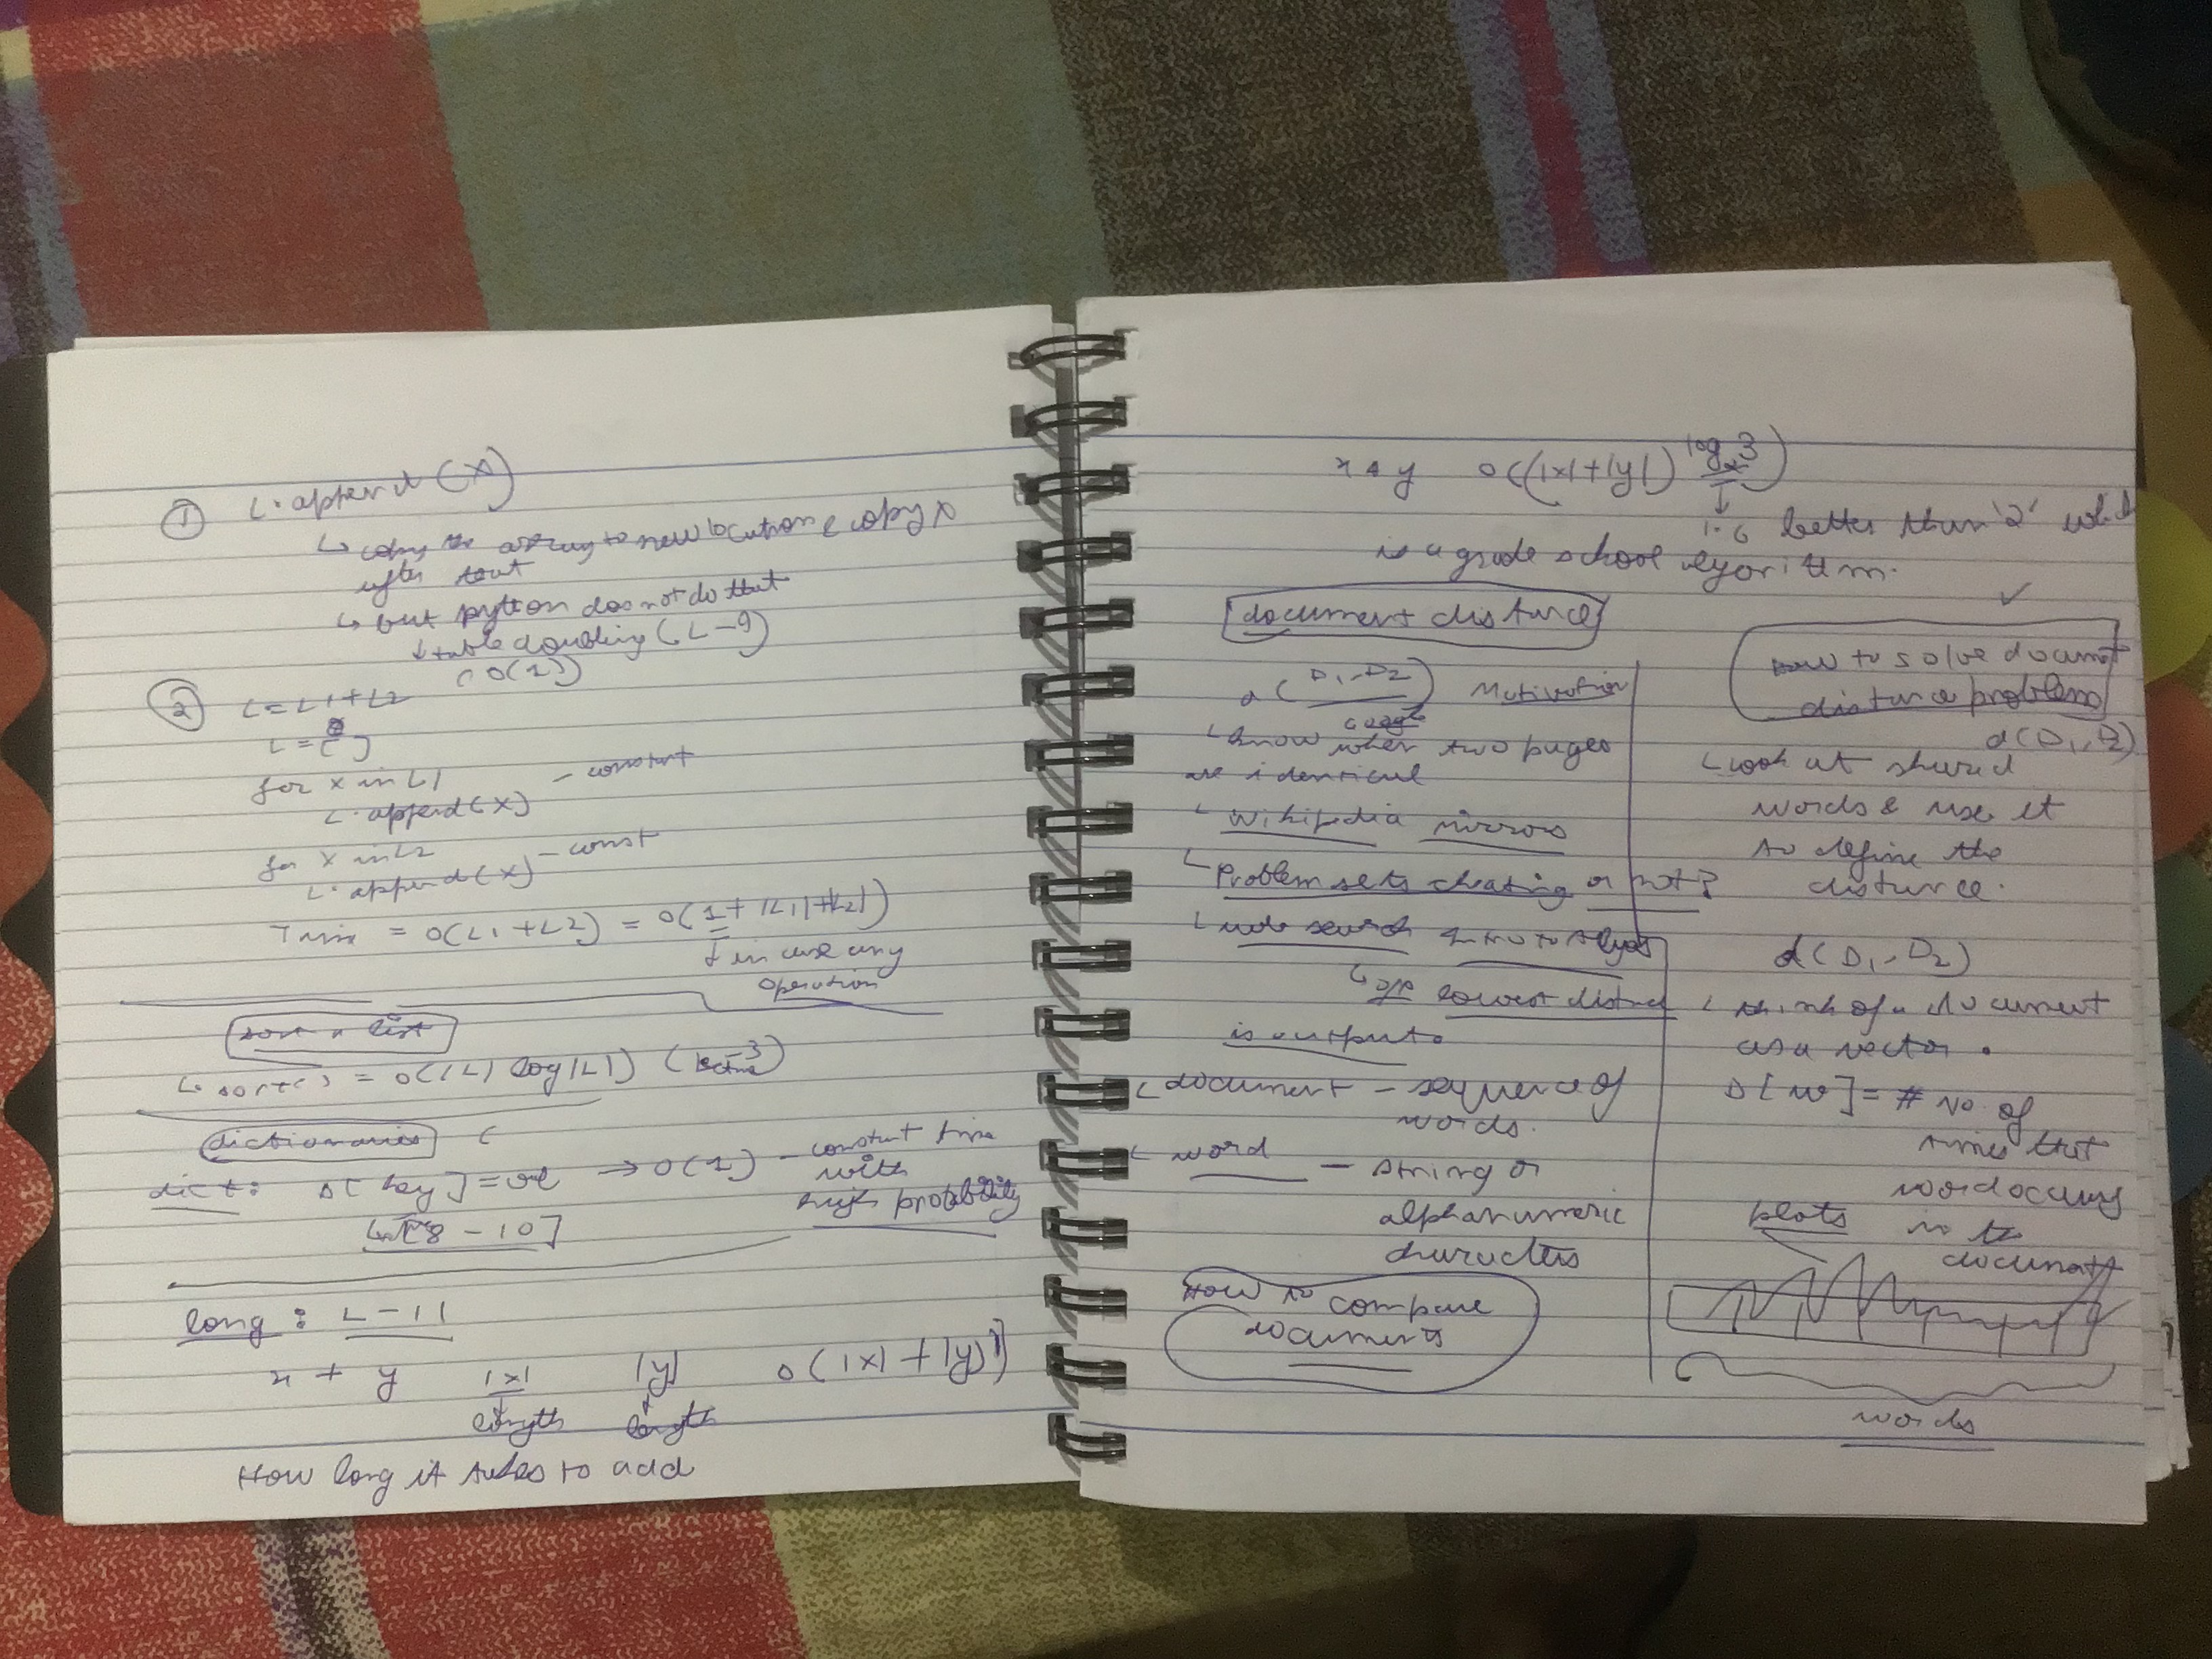 ① L.append(x)
↳ copy the array to new location & copy x
after that
↳ but python does not do that
↓ table doubling (L-9)
(O(1))
② L = L1+L2
L = [ ]
for x in L1
L.append(x) - constant
for x in L2
L.append(x) - const
Time = O(L1 + L2) = O(1 + |L1|+|L2|)
↓ in case any
operation
sort a list
L.sort() = O(|L| log|L|) (lecture-3)
dictionaries (
dict: D[key] = val → O(1) - constant time
with
high probability
[8 - 10]
long: L-11
x + y |x| |y| O(|x| + |y|)
length length
How long it takes to add
x * y O((|x|+|y|) log 3)
↓
1.6 better than '2' which
is a grade school algorithm.
document distance
d(D1, D2) Motivation
Google
└ know when two pages
are identical
└ Wikipedia mirrors
└ Problem sets cheating or not?
└ web search
↳ O/P lowest distance
is output.
└ document - sequence of
words.
└ word - string of
alphanumeric
characters
How to compare
documents
✓
How to solve document
distance problem
d(D1, D2)
└ look at shared
words & use it
to define the
distance.
d(D1, D2)
└ think of a document
as a vector.
D[w] = # No. of
times that
word occurs
plots in the
document
words